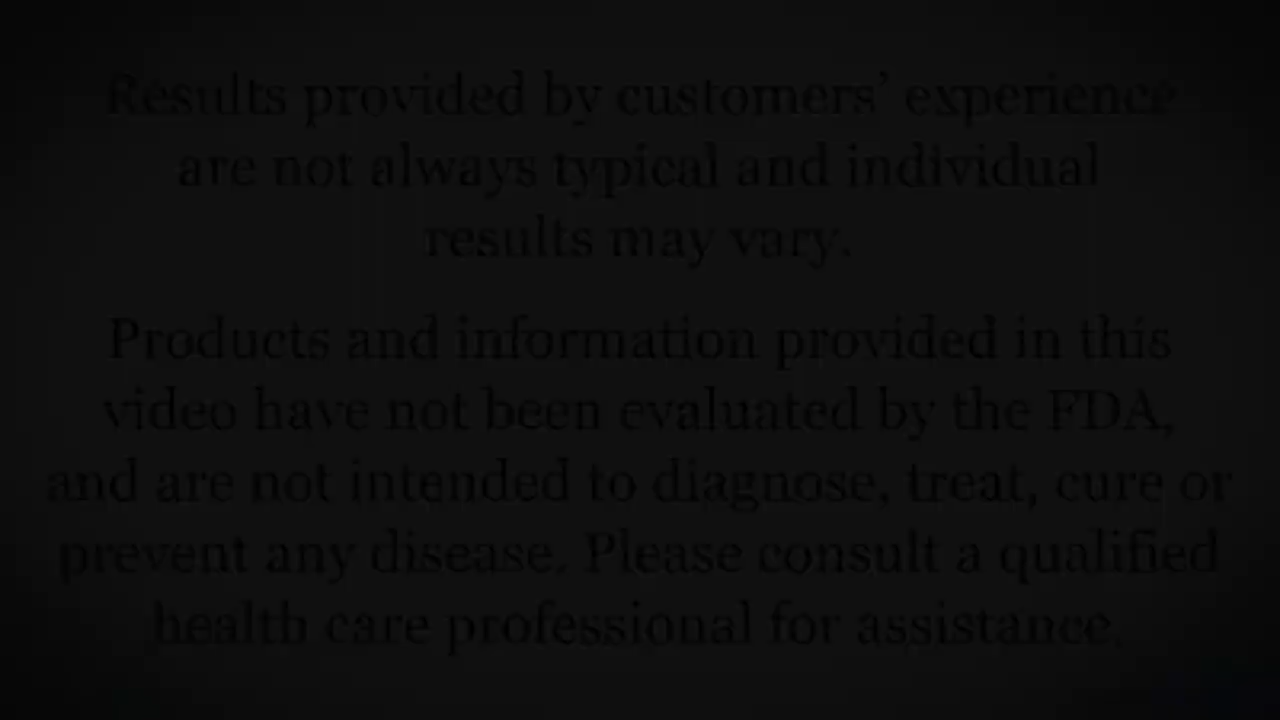 Results provided by customers’ experience
are not always typical and individual
results may vary.
Products and information provided in this
video have not been evaluated by the FDA,
and are not intended to diagnose, treat, cure or
prevent any disease. Please consult a qualified
health care professional for assistance.